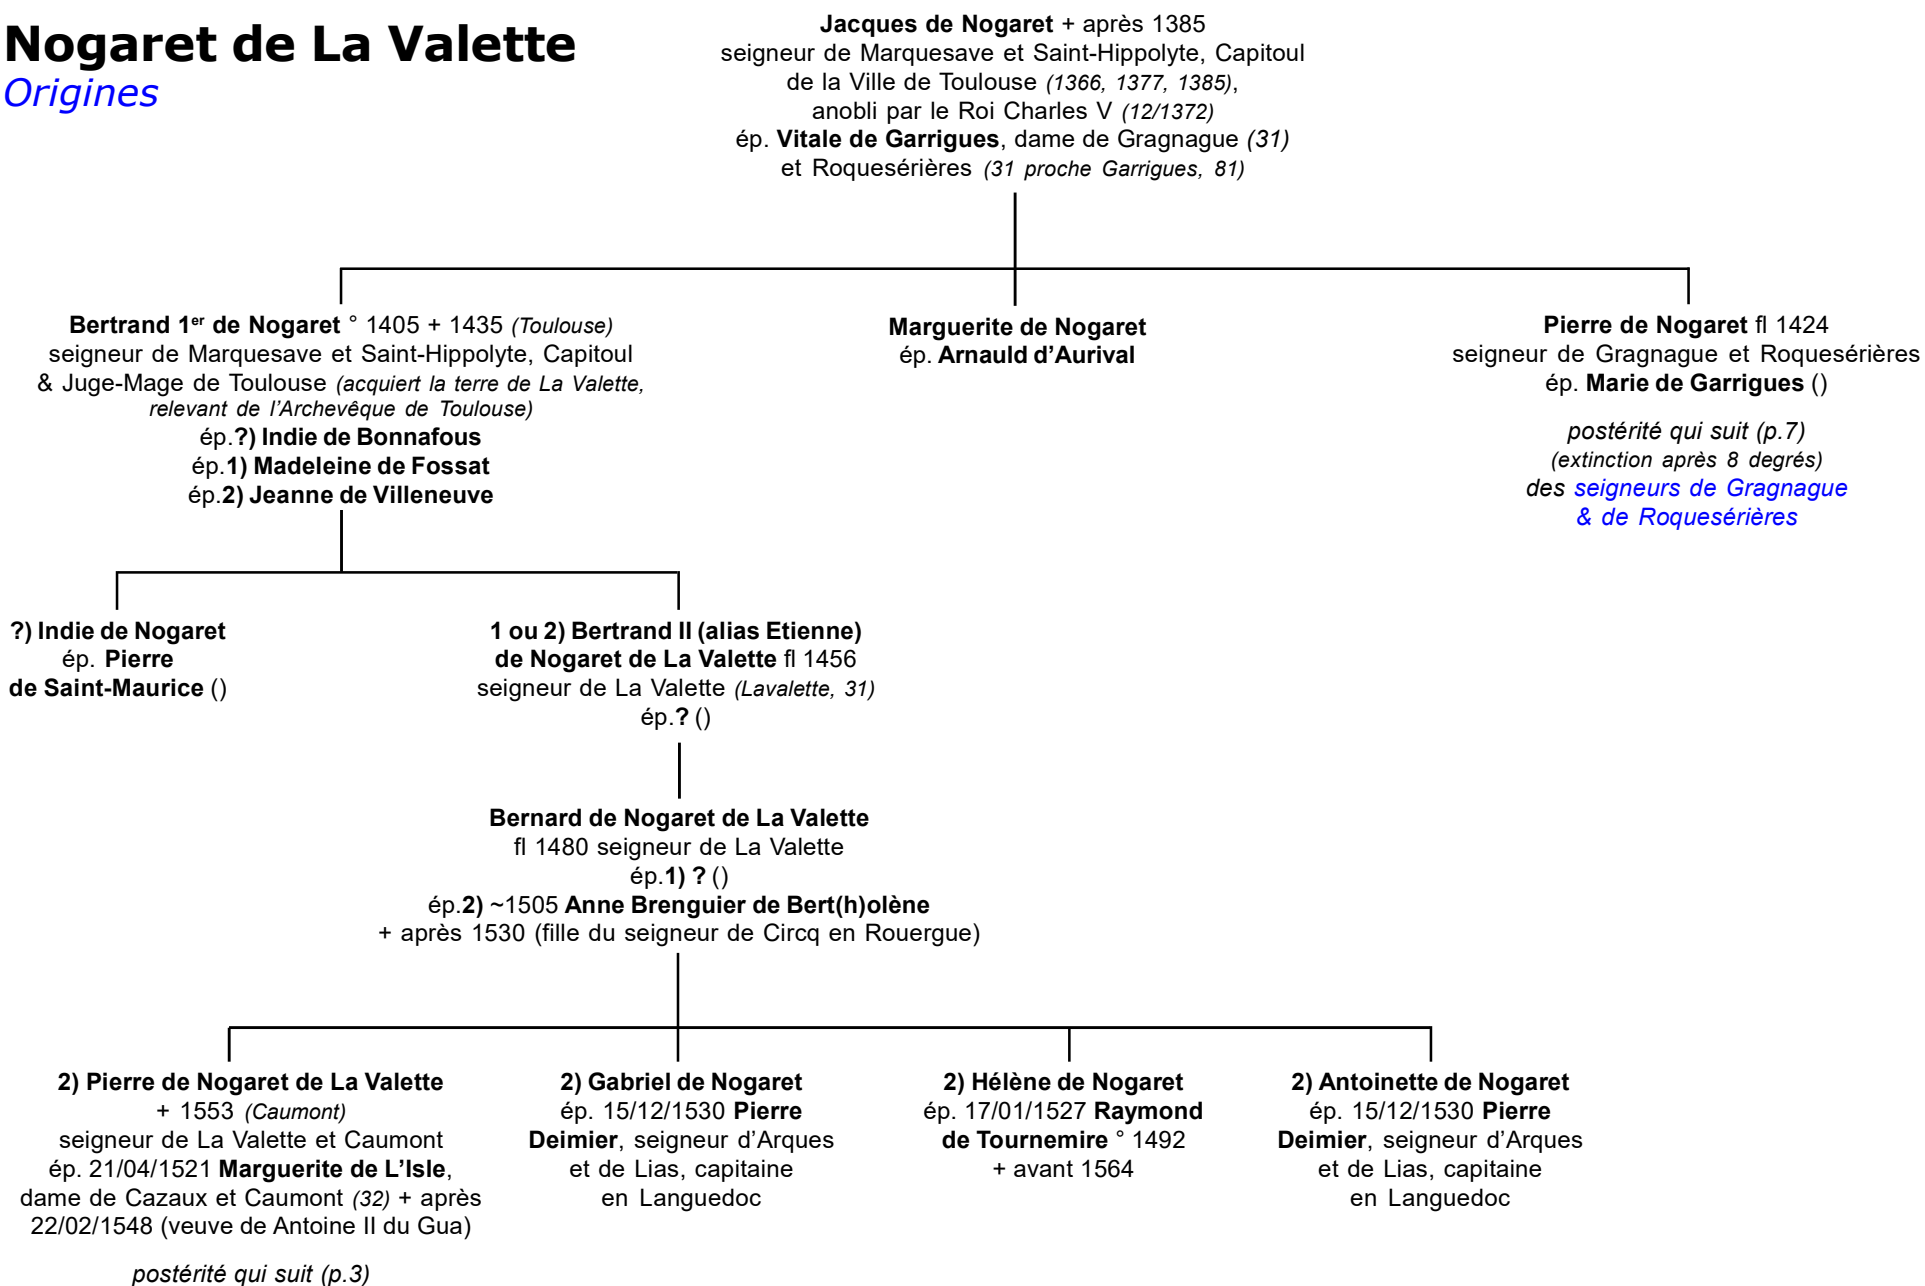 Nogaret de La Valette
Origines
Jacques de Nogaret + après 1385
seigneur de Marquesave et Saint-Hippolyte, Capitoul
de la Ville de Toulouse (1366, 1377, 1385),
anobli par le Roi Charles V (12/1372)
ép. Vitale de Garrigues, dame de Gragnague (31)
et Roquesérières (31 proche Garrigues, 81)
Bertrand 1er de Nogaret ° 1405 + 1435 (Toulouse)
seigneur de Marquesave et Saint-Hippolyte, Capitoul
& Juge-Mage de Toulouse (acquiert la terre de La Valette,
relevant de l’Archevêque de Toulouse)
ép.?) Indie de Bonnafous
ép.1) Madeleine de Fossat
ép.2) Jeanne de Villeneuve
Marguerite de Nogaret
ép. Arnauld d’Aurival
Pierre de Nogaret fl 1424
seigneur de Gragnague et Roquesérières
ép. Marie de Garrigues ()
postérité qui suit (p.7)
(extinction après 8 degrés)
des seigneurs de Gragnague
& de Roquesérières
?) Indie de Nogaret
ép. Pierre
de Saint-Maurice ()
1 ou 2) Bertrand II (alias Etienne)
de Nogaret de La Valette fl 1456
seigneur de La Valette (Lavalette, 31)
ép.? ()
Bernard de Nogaret de La Valette
fl 1480 seigneur de La Valette
ép.1) ? ()
ép.2) ~1505 Anne Brenguier de Bert(h)olène
+ après 1530 (fille du seigneur de Circq en Rouergue)
2) Pierre de Nogaret de La Valette
+ 1553 (Caumont)
seigneur de La Valette et Caumont
ép. 21/04/1521 Marguerite de L’Isle,
dame de Cazaux et Caumont (32) + après
22/02/1548 (veuve de Antoine II du Gua)
postérité qui suit (p.3)
2) Gabriel de Nogaret
ép. 15/12/1530 Pierre
Deimier, seigneur d’Arques
et de Lias, capitaine
en Languedoc
2) Hélène de Nogaret
ép. 17/01/1527 Raymond
de Tournemire ° 1492
+ avant 1564
2) Antoinette de Nogaret
ép. 15/12/1530 Pierre
Deimier, seigneur d’Arques
et de Lias, capitaine
en Languedoc